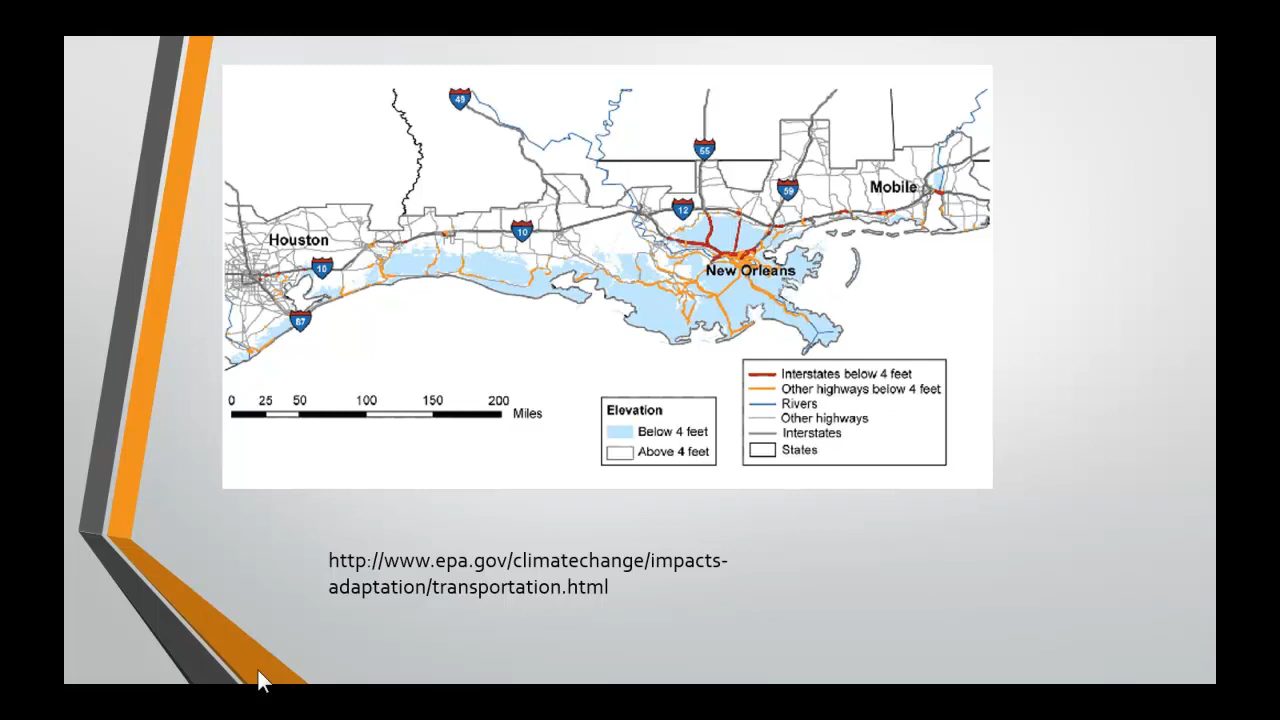 49
55
59
Mobile
12
10
Houston
10
New Orleans
87
0 25 50 100 150 200
Miles
Elevation
Below 4 feet
Above 4 feet
Interstates below 4 feet
Other highways below 4 feet
Rivers
Other highways
Interstates
States
http://www.epa.gov/climatechange/impacts-
adaptation/transportation.html